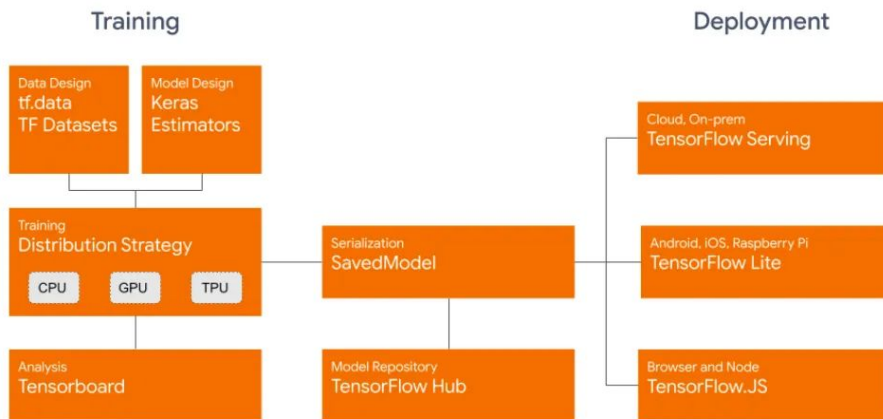 Training
Deployment
Data Design
tf.data
TF Datasets
Model Design
Keras
Estimators
Training
Distribution Strategy
CPU
GPU
TPU
Analysis
Tensorboard
Serialization
SavedModel
Model Repository
TensorFlow Hub
Cloud, On-prem
TensorFlow Serving
Android, iOS, Raspberry Pi
TensorFlow Lite
Browser and Node
TensorFlow.JS